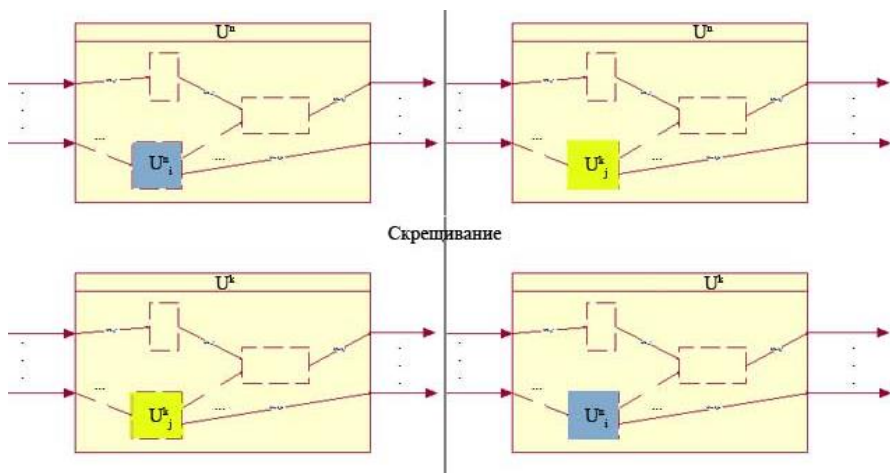 Uⁿ Uⁿ
...
Uⁿᵢ ... Uᵏⱼ ...
Скрещивание
Uᵏ Uᵏ
... ...
Uᵏⱼ ... Uⁿᵢ ...